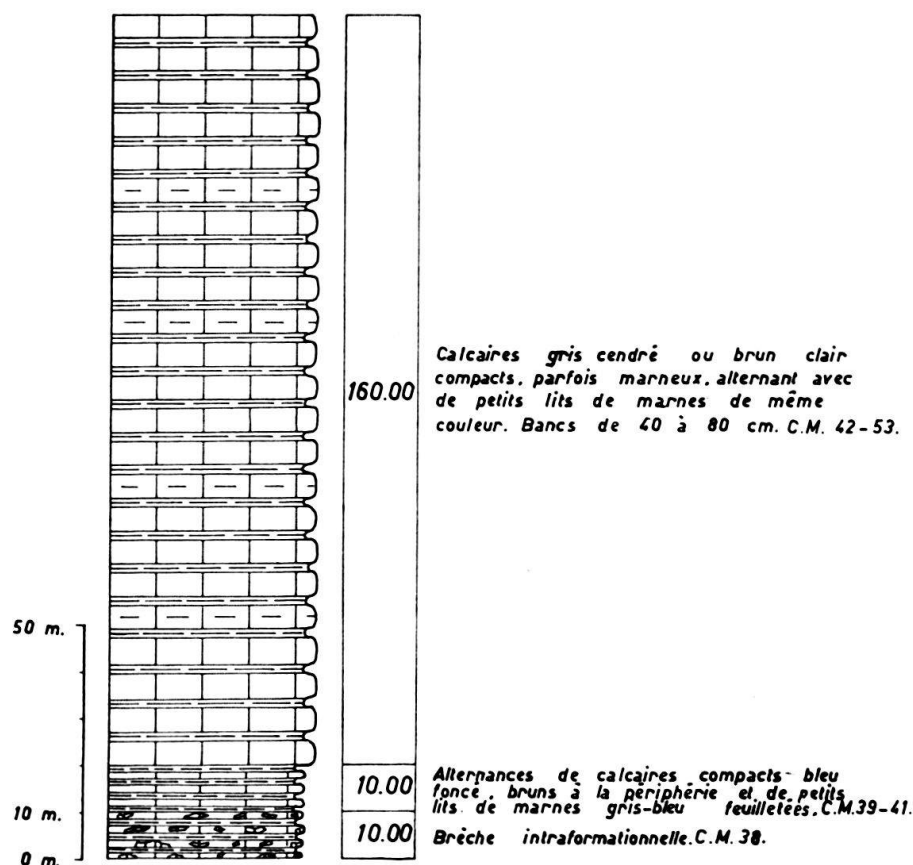 160.00
Calcaires gris cendré ou brun clair
compacts, parfois marneux, alternant avec
de petits lits de marnes de même
couleur. Bancs de 40 à 80 cm. C.M. 42-53.
50 m.
10.00
Alternances de calcaires compacts bleu
foncé, bruns à la périphérie et de petits
lits de marnes gris-bleu feuilletées. C.M.39-41.
10 m.
10.00
Brèche intraformationnelle. C.M. 38.
0 m.